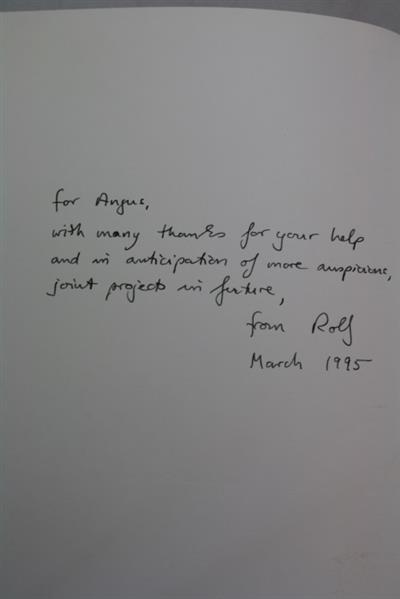 for Angus,
with many thanks for your help
and in anticipation of more auspicious,
joint projects in future,
from Rolf
March 1995